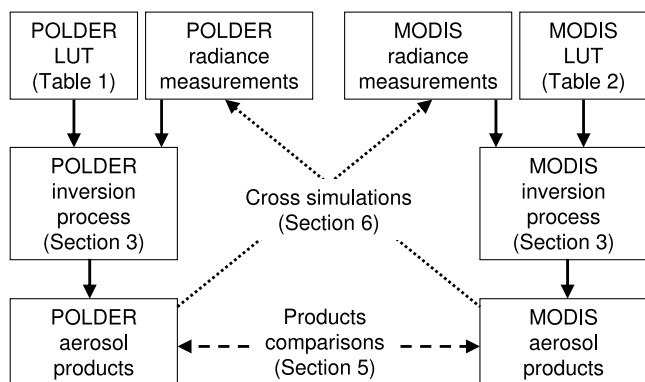 POLDER
LUT
(Table 1)
POLDER
radiance
measurements
MODIS
radiance
measurements
MODIS
LUT
(Table 2)
POLDER
inversion
process
(Section 3)
Cross simulations
(Section 6)
MODIS
inversion
process
(Section 3)
POLDER
aerosol
products
Products
comparisons
(Section 5)
MODIS
aerosol
products